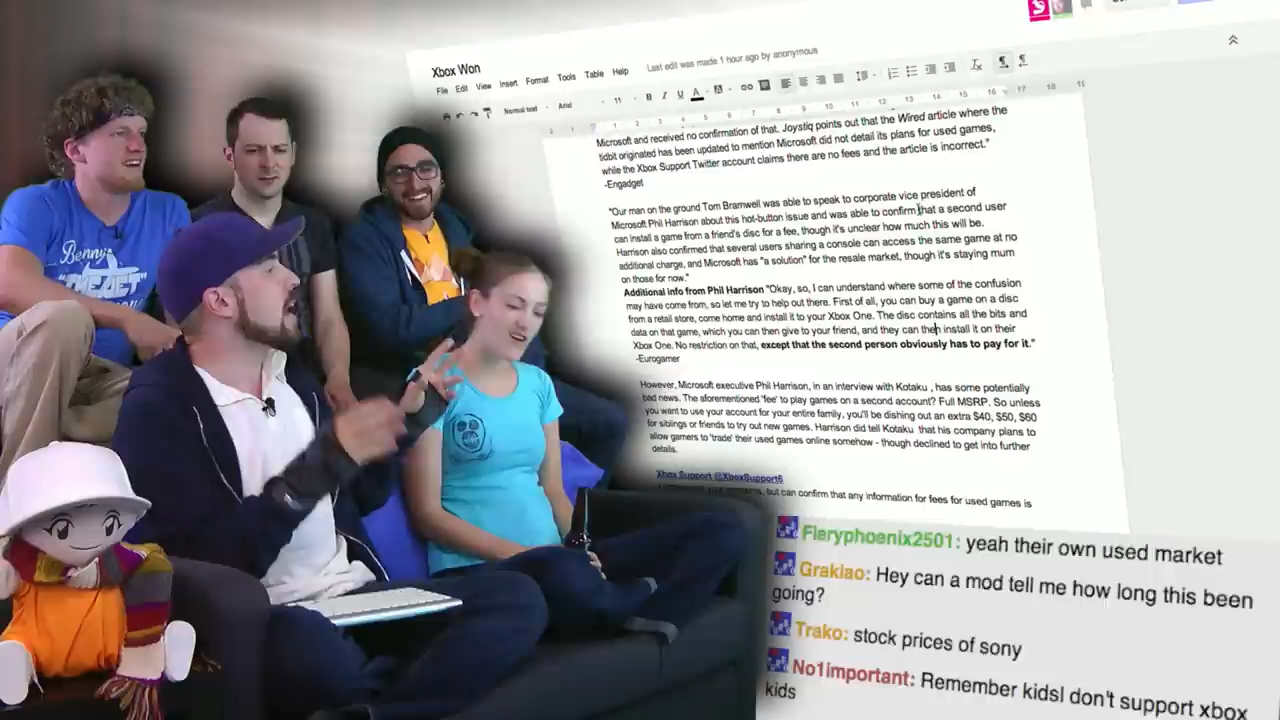 Xbox Won
Last edit was made 1 hour ago by anonymous
File Edit View Insert Format Tools Table Help
Normal text Arial 11 B I U A
6 7 8 9 10 11 12 13 14 15 16 17 18
Microsoft and received no confirmation of that. Joystiq points out that the Wired article where the
tidbit originated has been updated to mention Microsoft did not detail its plans for used games,
while the Xbox Support Twitter account claims there are no fees and the article is incorrect."
-Engadget
"Our man on the ground Tom Bramwell was able to speak to corporate vice president of
Microsoft Phil Harrison about this hot-button issue and was able to confirm that a second user
can install a game from a friend's disc for a fee, though it's unclear how much this will be.
Harrison also confirmed that several users sharing a console can access the same game at no
additional charge, and Microsoft has "a solution" for the resale market, though it's staying mum
on those for now."
Additional info from Phil Harrison "Okay, so, I can understand where some of the confusion
may have come from, so let me try to help out there. First of all, you can buy a game on a disc
from a retail store, come home and install it to your Xbox One. The disc contains all the bits and
data on that game, which you can then give to your friend, and they can then install it on their
Xbox One. No restriction on that, except that the second person obviously has to pay for it."
-Eurogamer
However, Microsoft executive Phil Harrison, in an interview with Kotaku , has some potentially
bad news. The aforementioned 'fee' to play games on a second account? Full MSRP. So unless
you want to use your account for your entire family, you'll be dishing out an extra $40, $50, $60
for siblings or friends to try out new games. Harrison did tell Kotaku that his company plans to
allow gamers to 'trade' their used games online somehow - though declined to get into further
details.
Xbox Support @XboxSupport6
but can confirm that any information for fees for used games is
Benny
Fieryphoenix2501: yeah their own used market
Grakiao: Hey can a mod tell me how long this been
going?
Trako: stock prices of sony
No1important: Remember kids! don't support xbox
kids